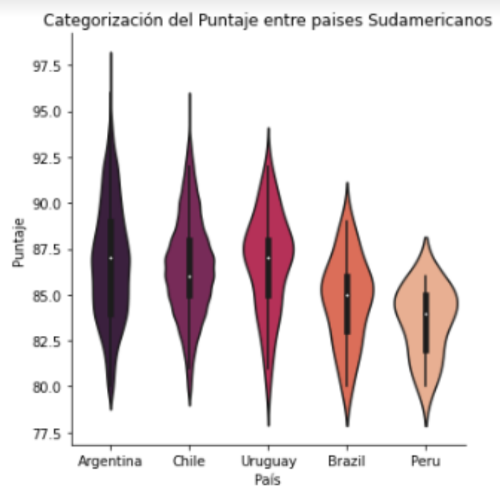 Categorización del Puntaje entre paises Sudamericanos
97.5
95.0
92.5
90.0
87.5
85.0
82.5
80.0
77.5
Puntaje
Argentina Chile Uruguay Brazil Peru
País